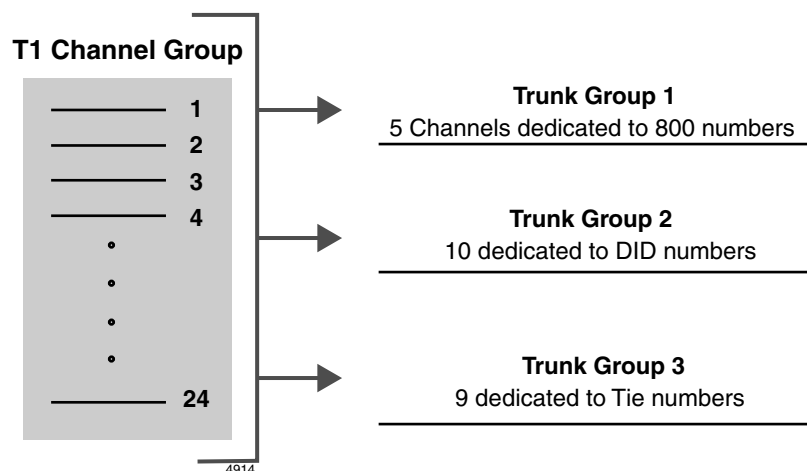 T1 Channel Group
1
2
3
4
24
Trunk Group 1
5 Channels dedicated to 800 numbers
Trunk Group 2
10 dedicated to DID numbers
Trunk Group 3
9 dedicated to Tie numbers
4914